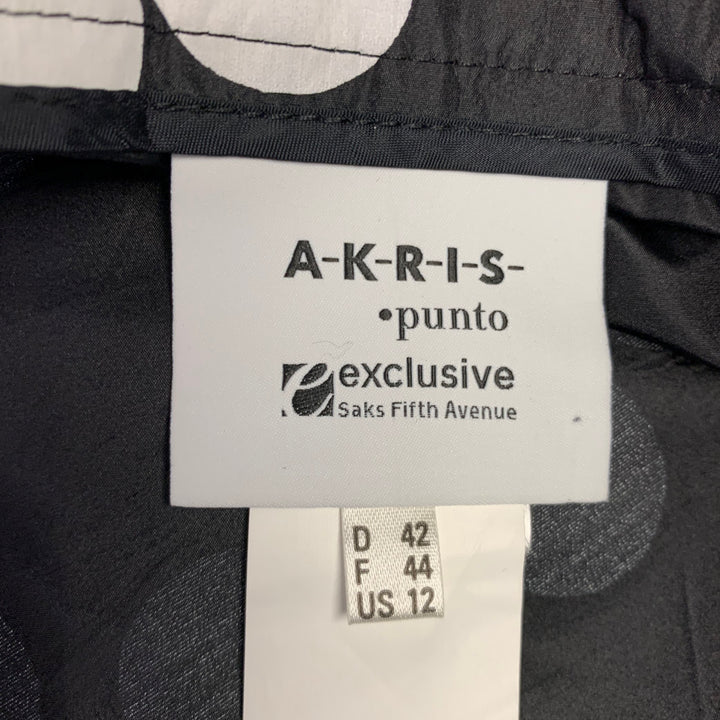 A-K-R-I-S-
•punto
e exclusive
Saks Fifth Avenue
D 42
F 44
US 12